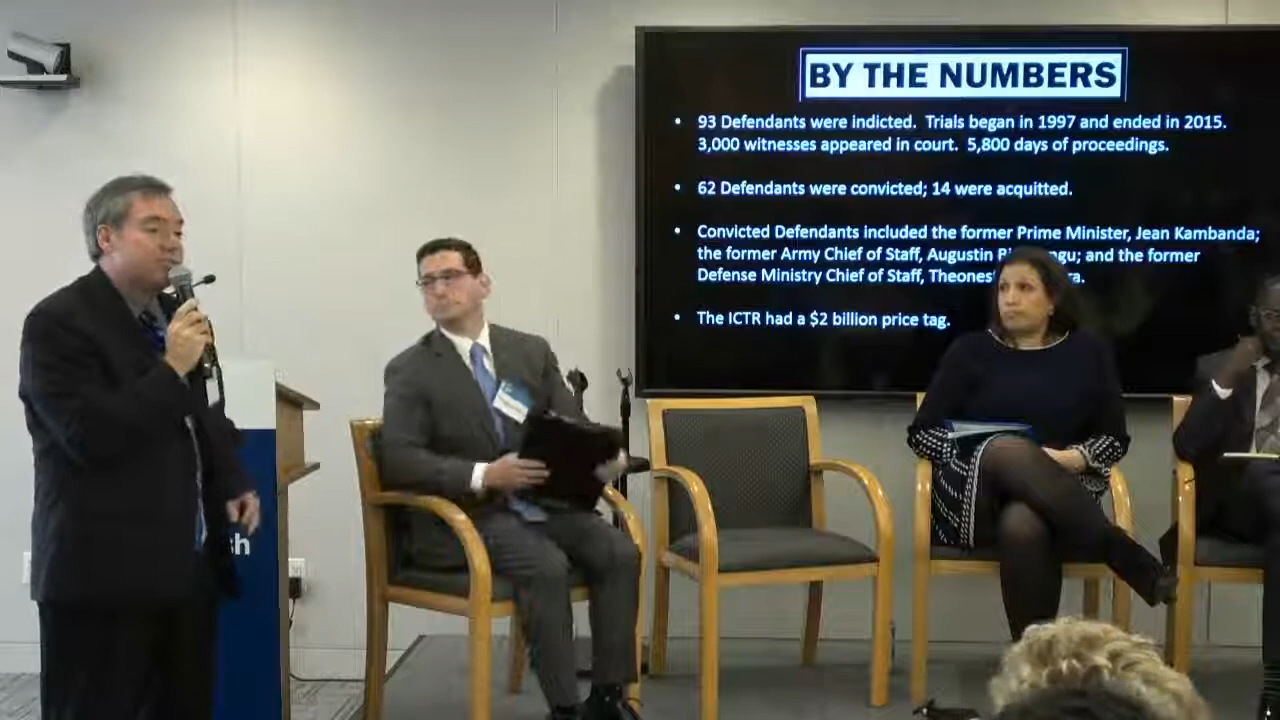 BY THE NUMBERS
• 93 Defendants were indicted. Trials began in 1997 and ended in 2015.
3,000 witnesses appeared in court. 5,800 days of proceedings.
• 62 Defendants were convicted; 14 were acquitted.
• Convicted Defendants included the former Prime Minister, Jean Kambanda;
the former Army Chief of Staff, Augustin and the former
Defense Ministry Chief of Staff,
• The ICTR had a $2 billion price tag.